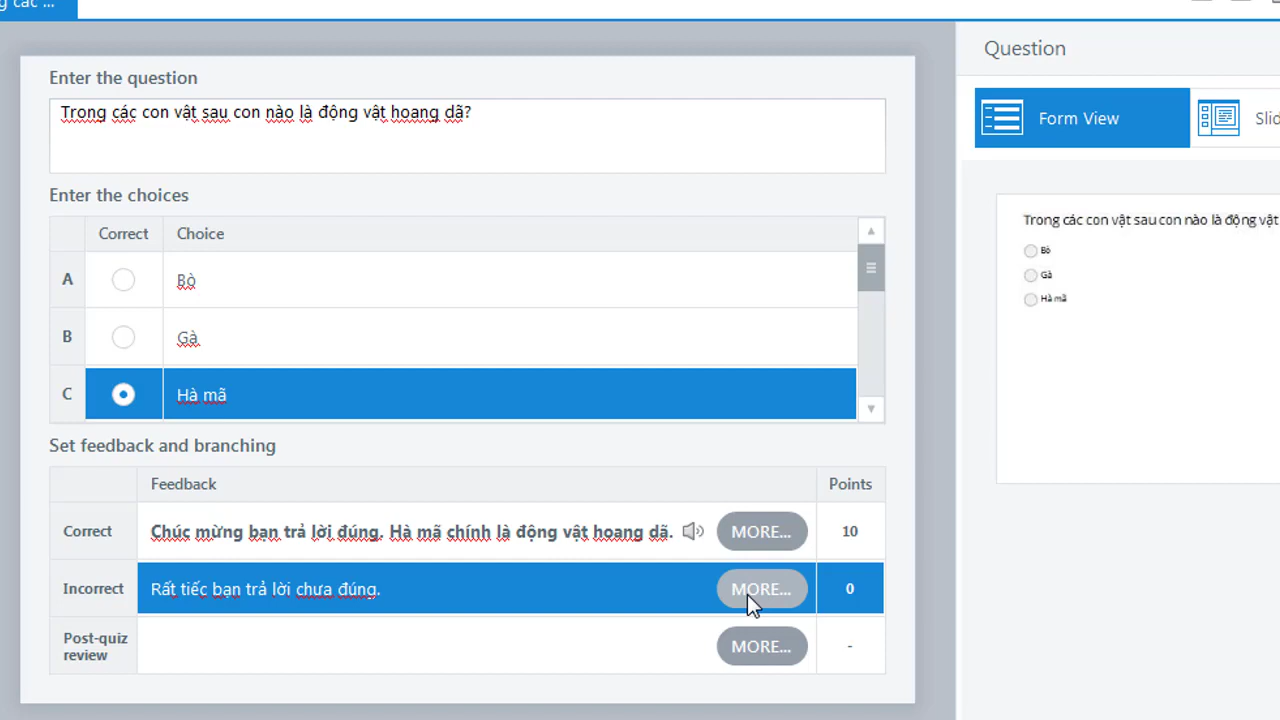 Enter the question
Trong các con vật sau con nào là động vật hoang dã?
Enter the choices
Correct Choice
A Bò
B Gà
C Hà mã
Set feedback and branching
Feedback Points
Correct Chúc mừng bạn trả lời đúng. Hà mã chính là động vật hoang dã. MORE... 10
Incorrect Rất tiếc bạn trả lời chưa đúng. MORE... 0
Post-quiz
review MORE... -
Question
Form View
Trong các con vật sau con nào là động vật
Bò
Gà
Hà mã